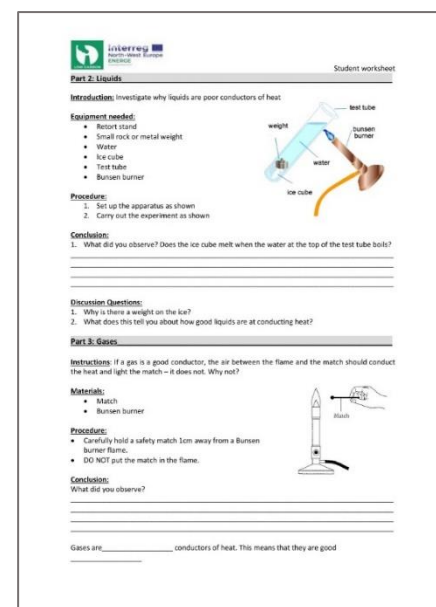 Interreg
North-West Europe
ENERGE
Student worksheet
Part 2: Liquids
Introduction: Investigate why liquids are poor conductors of heat
Equipment needed:
• Retort stand
• Small rock or metal weight
• Water
• Ice cube
• Test tube
• Bunsen burner
weight
test tube
bunsen
burner
water
ice cube
Procedure:
1. Set up the apparatus as shown
2. Carry out the experiment as shown
Conclusion:
1. What did you observe? Does the ice cube melt when the water at the top of the test tube boils?
Discussion Questions:
1. Why is there a weight on the ice?
2. What does this tell you about how good liquids are at conducting heat?
Part 3: Gases
Instructions: If a gas is a good conductor, the air between the flame and the match should conduct
the heat and light the match – it does not. Why not?
Materials:
• Match
• Bunsen burner
Match
Procedure:
• Carefully hold a safety match 1cm away from a Bunsen
burner flame.
• DO NOT put the match in the flame.
Conclusion:
What did you observe?
Gases are____________________ conductors of heat. This means that they are good
____________________